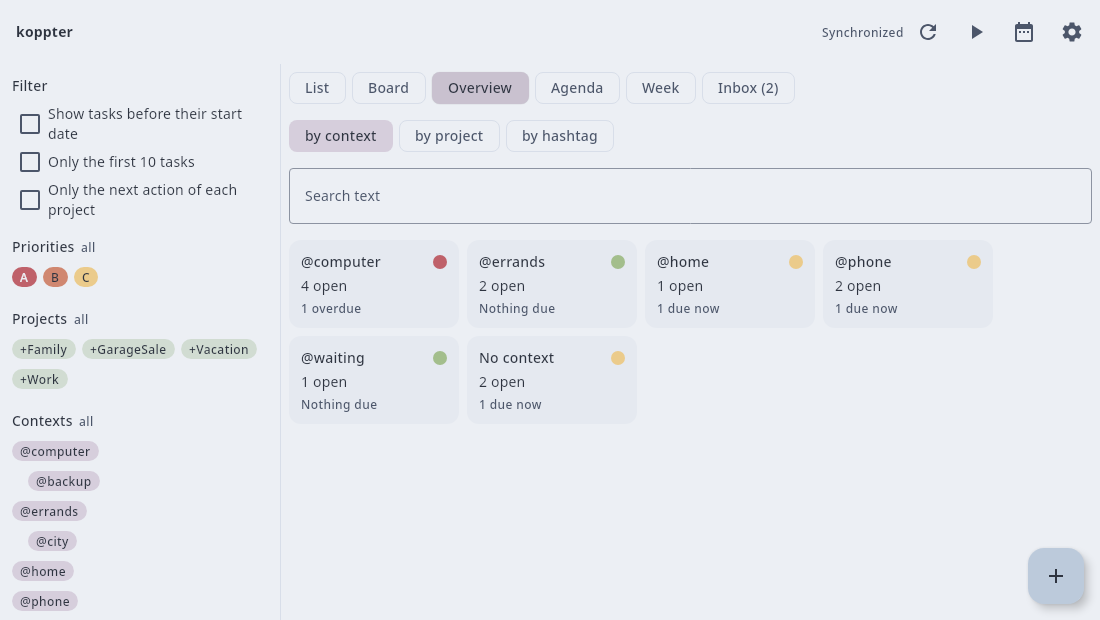 koppter
Synchronized
Filter
Show tasks before their start
date
Only the first 10 tasks
Only the next action of each
project
Priorities all
A B C
Projects all
+Family +GarageSale +Vacation
+Work
Contexts all
@computer
@backup
@errands
@city
@home
@phone
List Board Overview Agenda Week Inbox (2)
by context by project by hashtag
Search text
@computer
4 open
1 overdue
@errands
2 open
Nothing due
@home
1 open
1 due now
@phone
2 open
1 due now
@waiting
1 open
Nothing due
No context
2 open
1 due now